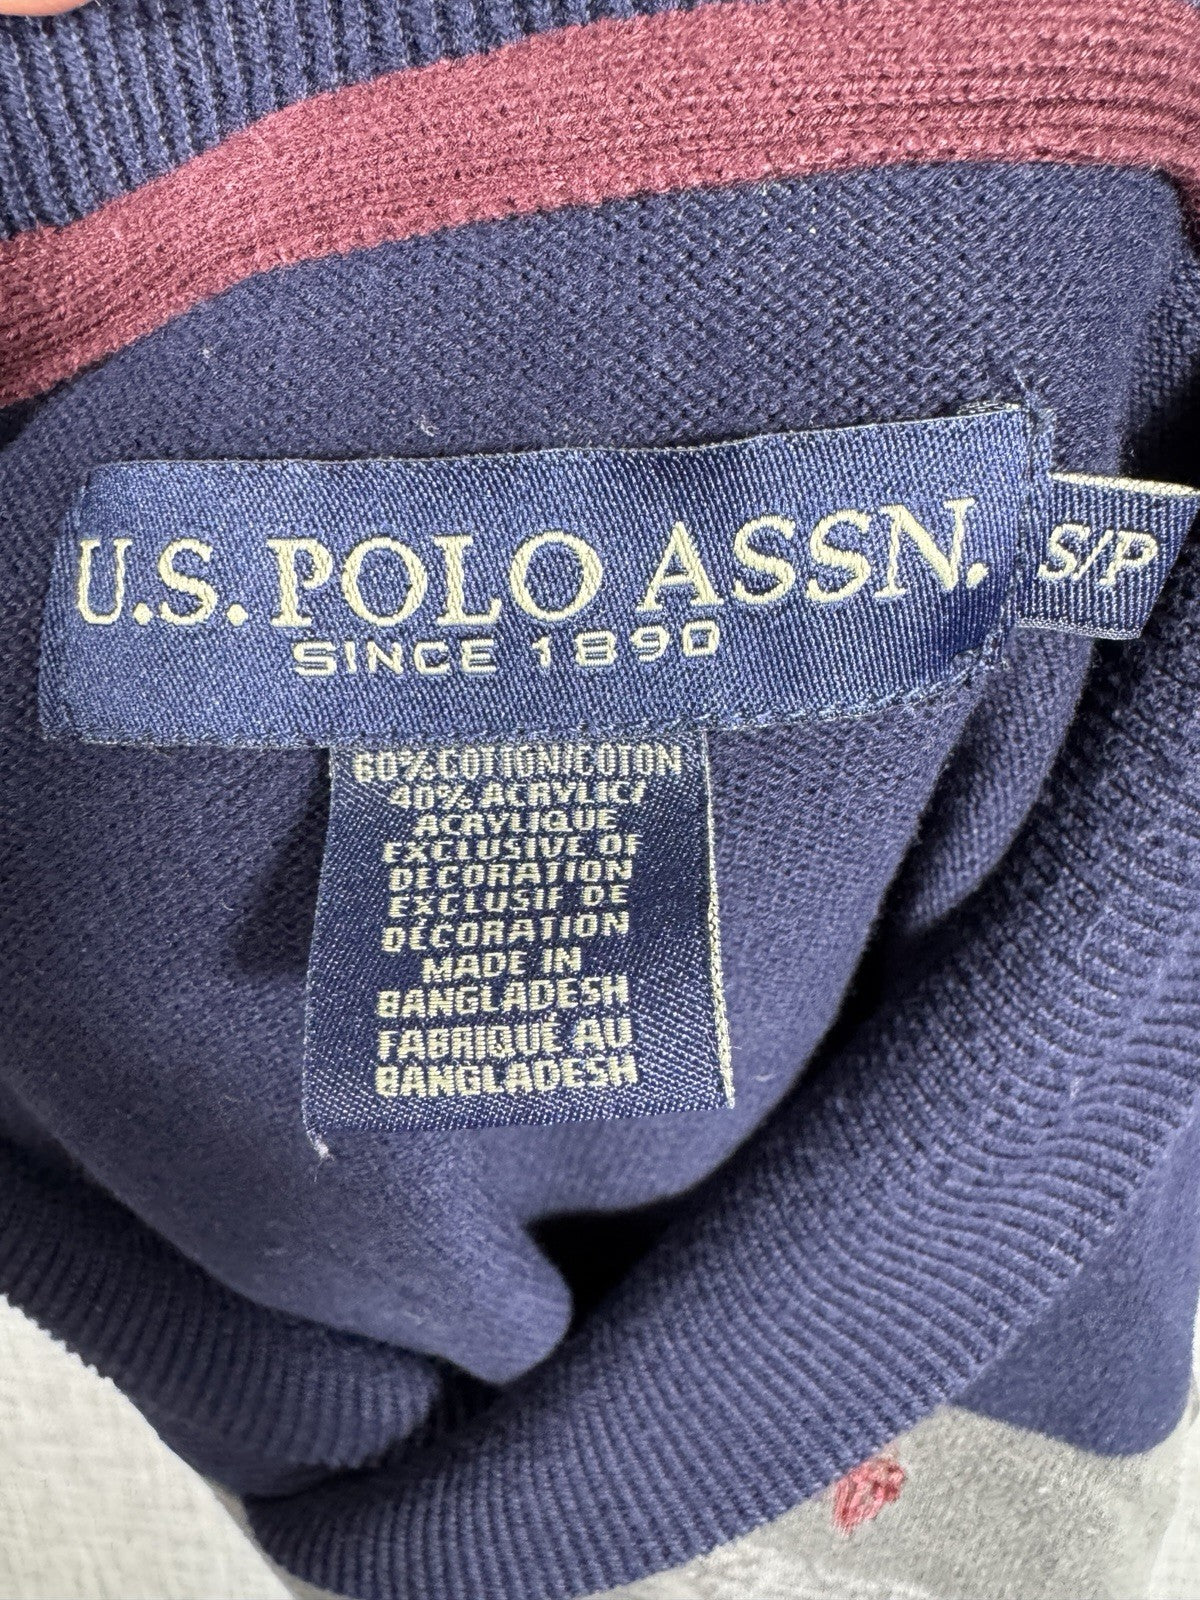 U.S. POLO ASSN.
SINCE 1890
S/P
60% COTTON/COTON
40% ACRYLIC/
ACRYLIQUE
EXCLUSIVE OF
DECORATION
EXCLUSIF DE
DÉCORATION
MADE IN
BANGLADESH
FABRIQUÉ AU
BANGLADESH